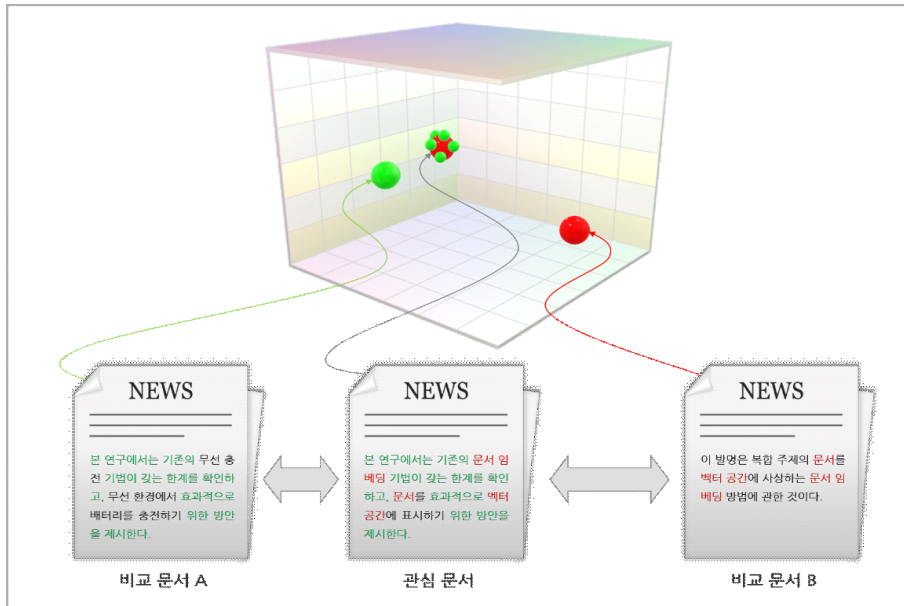 NEWS
본 연구에서는 기존의 무선 충
전 기법이 갖는 한계를 확인하
고, 무선 환경에서 효과적으로
배터리를 충전하기 위한 방안
을 제시한다.
비교 문서 A
NEWS
본 연구에서는 기존의 문서 임
베딩 기법이 갖는 한계를 확인
하고, 문서를 효과적으로 벡터
공간에 표시하기 위한 방안을
제시한다.
관심 문서
NEWS
이 발명은 복합 주제의 문서를
벡터 공간에 사상하는 문서 임
베딩 방법에 관한 것이다.
비교 문서 B